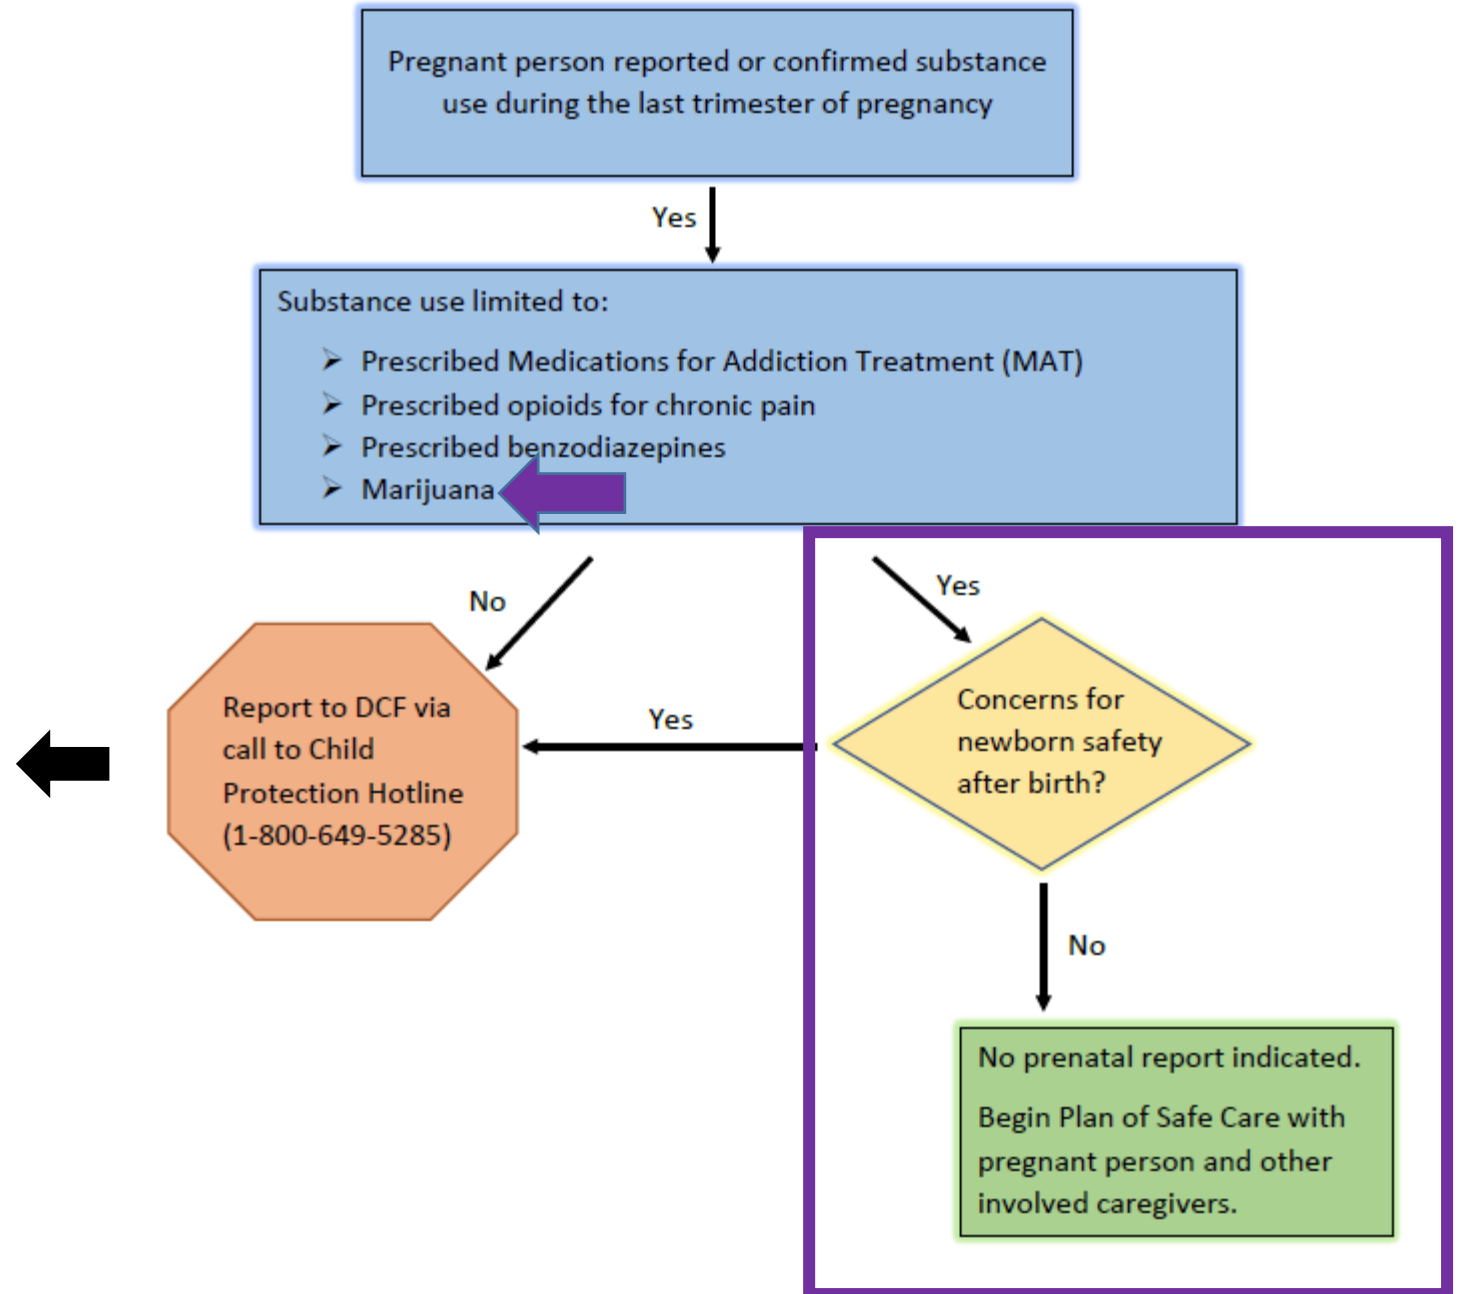 Pregnant person reported or confirmed substance
use during the last trimester of pregnancy
Yes
Substance use limited to:
➢ Prescribed Medications for Addiction Treatment (MAT)
➢ Prescribed opioids for chronic pain
➢ Prescribed benzodiazepines
➢ Marijuana
No
Yes
Report to DCF via
call to Child
Protection Hotline
(1-800-649-5285)
Yes
Concerns for
newborn safety
after birth?
No
No prenatal report indicated.
Begin Plan of Safe Care with
pregnant person and other
involved caregivers.